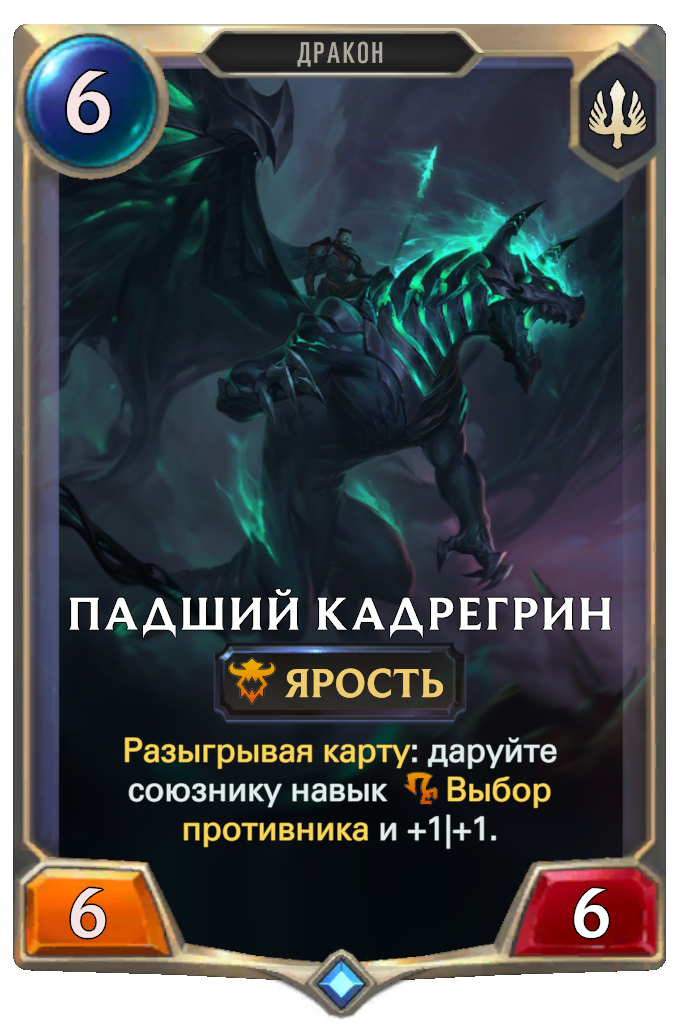 6
ДРАКОН
ПАДШИЙ КАДРЕГРИН
ЯРОСТЬ
Разыгрывая карту: даруйте
союзнику навык Выбор
противника и +1|+1.
6
6